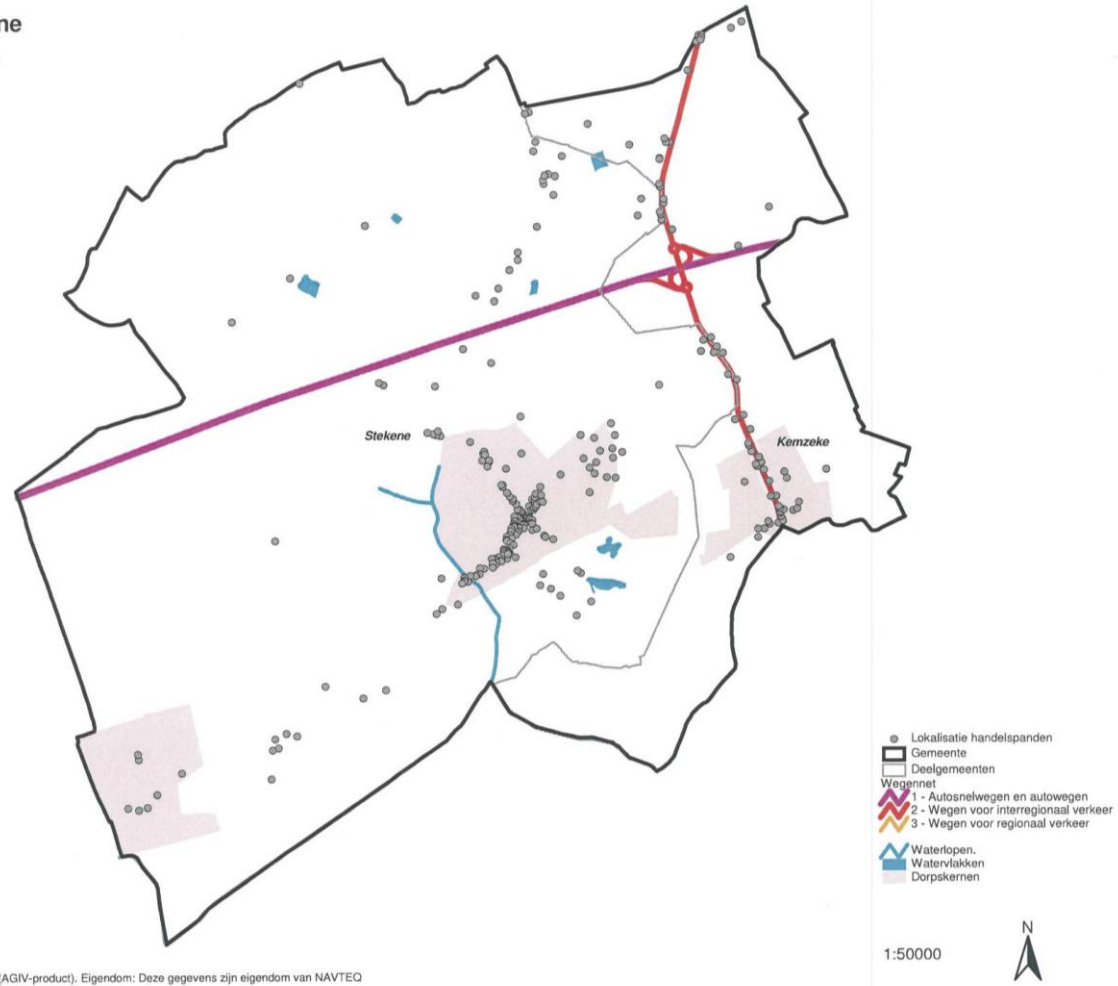 ne
Stekene
Kemzeke
Lokalisatie handelspanden
Gemeente
Deelgemeenten
Wegennet
1 - Autosnelwegen en autowegen
2 - Wegen voor interregionaal verkeer
3 - Wegen voor regionaal verkeer
Waterlopen.
Watervlakken
Dorpskernen
N
1:50000
(AGIV-product). Eigendom: Deze gegevens zijn eigendom van NAVTEQ